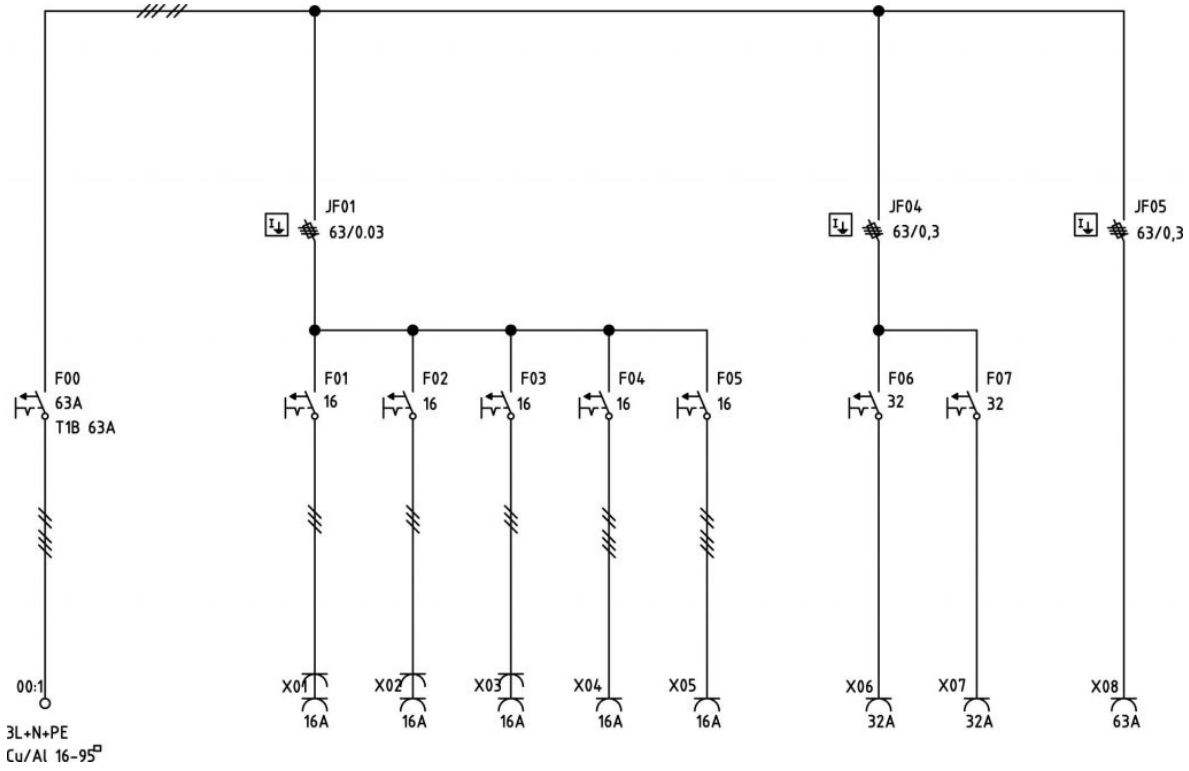 JF01
63/0.03
JF04
63/0,3
JF05
63/0,3
F00
63A
T1B 63A
F01
16
F02
16
F03
16
F04
16
F05
16
F06
32
F07
32
00:1
X01
16A
X02
16A
X03
16A
X04
16A
X05
16A
X06
32A
X07
32A
X08
63A
3L+N+PE
Cu/Al 16-95□